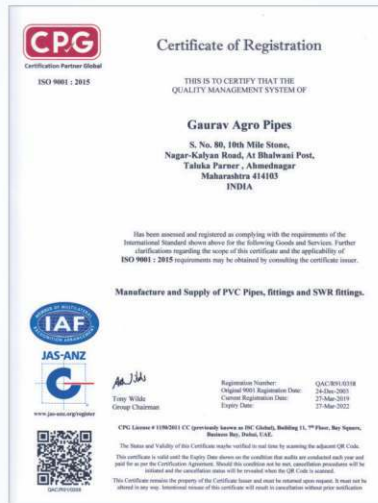 CPG
Certification Partner Global
ISO 9001 : 2015
Certificate of Registration
THIS IS TO CERTIFY THAT THE
QUALITY MANAGEMENT SYSTEM OF
Gaurav Agro Pipes
S. No. 80, 10th Mile Stone,
Nagar-Kalyan Road, At Bhalwani Post,
Taluka Parner , Ahmednagar
Maharashtra 414103
INDIA
Has been assessed and registered as complying with the requirements of the
International Standard shown above for the following Goods and Services. Further
clarifications regarding the scope of this certificate and the applicability of
ISO 9001 : 2015 requirements may be obtained by consulting the certificate issuer.
Manufacture and Supply of PVC Pipes, fittings and SWR fittings.
MEMBER OF MULTILATERAL
RECOGNITION ARRANGEMENT
IAF
JAS-ANZ
www.jas-anz.org/register
Tony Wilde
Group Chairman
Registration Number: QAC/R91/0358
Original 9001 Registration Date: 24-Dec-2003
Current Registration Date: 27-Mar-2019
Expiry Date: 27-Mar-2022
CPG License # 1150/2011 CC (previously known as ISC Global), Building 11, 7th Floor, Bay Square,
Business Bay, Dubai, UAE.
The Status and Validity of this Certificate maybe verified in real time by scanning the adjacent QR Code.
This certificate is valid until the Expiry Date shown on the condition that audits are conducted each year and
paid for as per the Certification Agreement. Should this condition not be met, cancellation procedures will be
initiated and the cancellation status will be revealed when the QR Code is scanned.
This Certificate remains the property of the Certificate Issuer and must be returned upon request. It must not be
altered in any way. Intentional misuse of this certificate will result in cancellation without prior notification
QAC/R91/0358